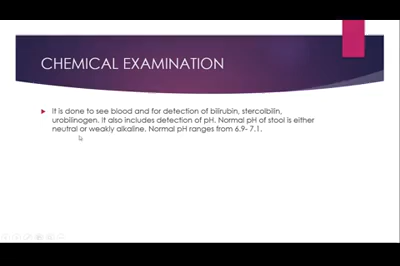 CHEMICAL EXAMINATION
It is done to see blood and for detection of bilirubin, stercolbilin,
urobilinogen. It also includes detection of pH. Normal pH of stool is either
neutral or weakly alkaline. Normal pH ranges from 6.9- 7.1.